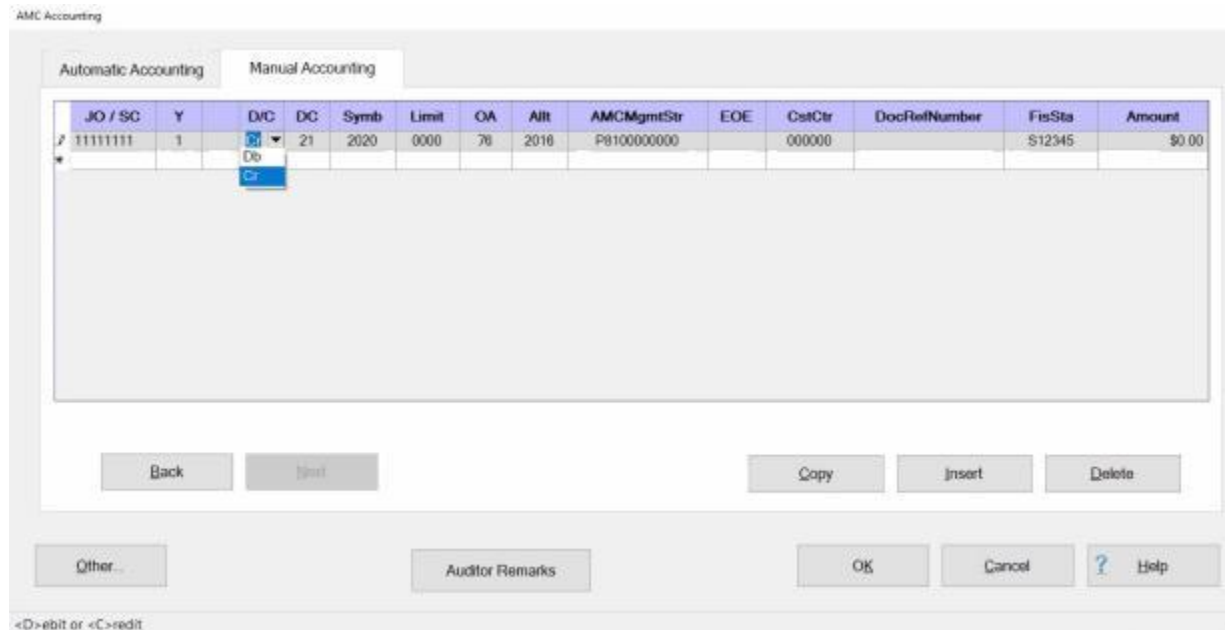 AMC Accounting
Automatic Accounting Manual Accounting
JO / SC Y D/C DC Symb Limit OA Allt AMCMgmtStr EOE CstCtr DocRefNumber FisSta Amount
11111111 1 Cr 21 2020 0000 76 2016 P8100000000 000000 S12345 $0.00
* Db
Cr
Back Next Copy Insert Delete
Other... Auditor Remarks OK Cancel ? Help
<D>ebit or <C>redit